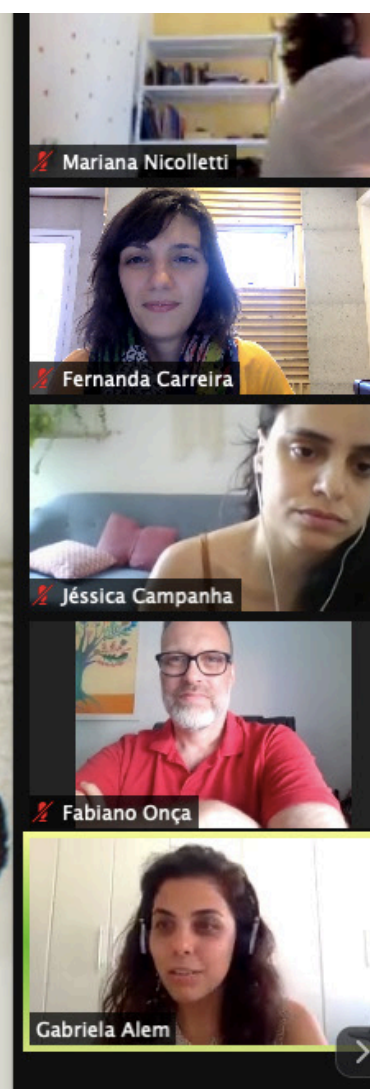 Mariana Nicolletti
Fernanda Carreira
Jéssica Campanha
Fabiano Onça
Gabriela Alem